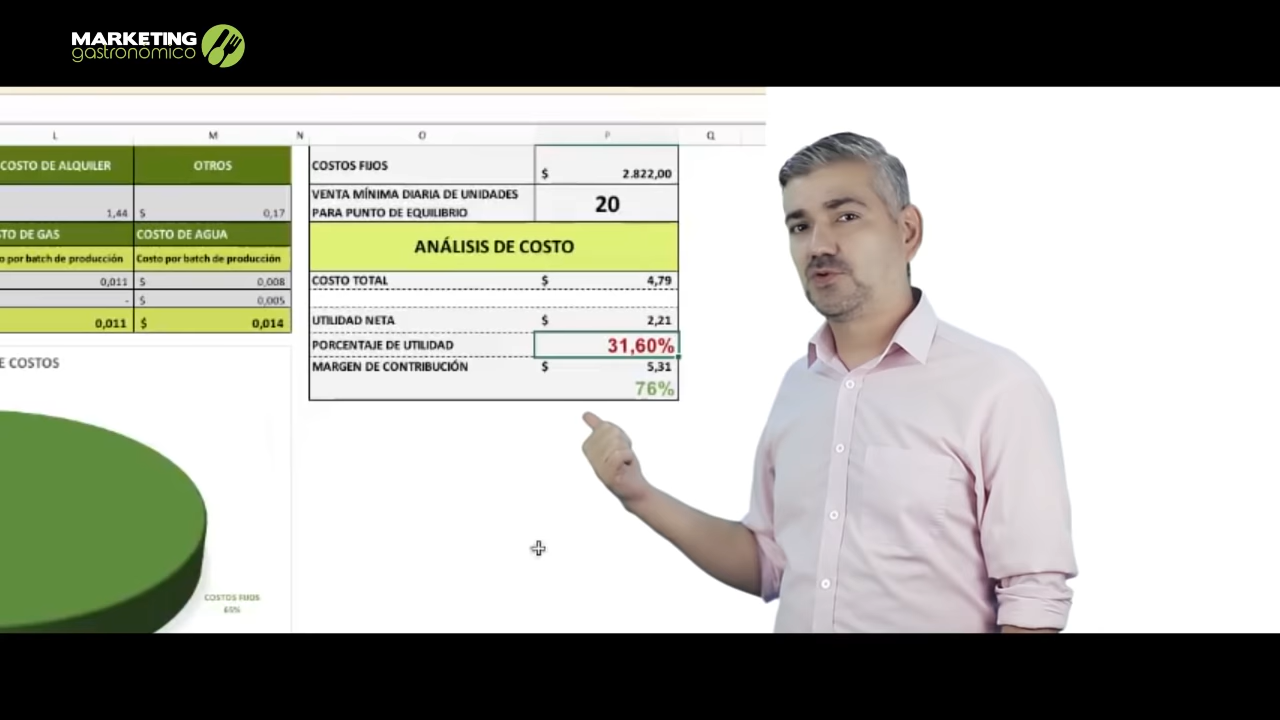 MARKETING
gastronómico
L M N O P Q
COSTO DE ALQUILER OTROS
1,44 $ 0,17
TO DE GAS COSTO DE AGUA
o por batch de producción Costo por batch de producción
0,011 $ 0,008
- $ 0,005
0,011 $ 0,014
E COSTOS
COSTOS FIJOS
COSTOS FIJOS $ 2.822,00
VENTA MÍNIMA DIARIA DE UNIDADES
PARA PUNTO DE EQUILIBRIO 20
ANÁLISIS DE COSTO
COSTO TOTAL $ 4,79
UTILIDAD NETA $ 2,21
PORCENTAJE DE UTILIDAD 31,60%
MARGEN DE CONTRIBUCIÓN $ 5,31
76%